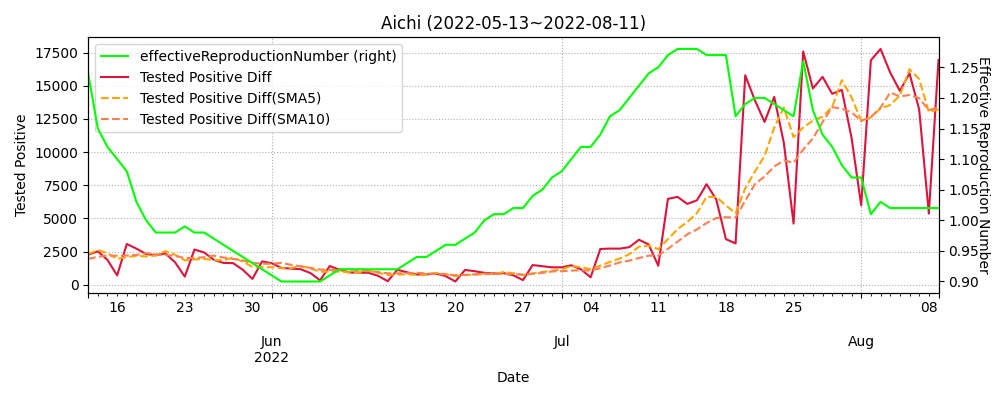 Aichi (2022-05-13~2022-08-11)
effectiveReproductionNumber (right)
Tested Positive Diff
Tested Positive Diff(SMA5)
Tested Positive Diff(SMA10)
Tested Positive
17500
15000
12500
10000
7500
5000
2500
0
1.25
1.20
1.15
1.10
1.05
1.00
0.95
0.90
Effective Reproduction Number
16 23 30 06 13 20 27 04 11 18 25 08
Jun Jul Aug
2022
Date